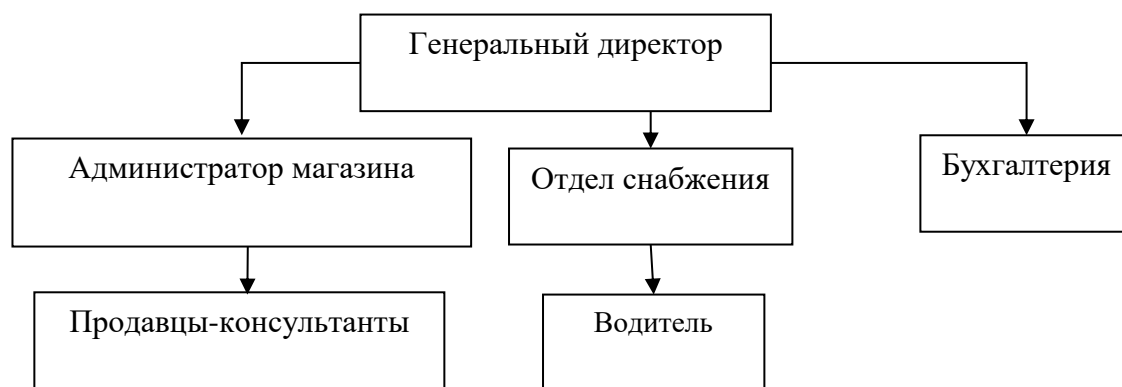 Генеральный директор
Администратор магазина
Отдел снабжения
Бухгалтерия
Продавцы-консультанты
Водитель